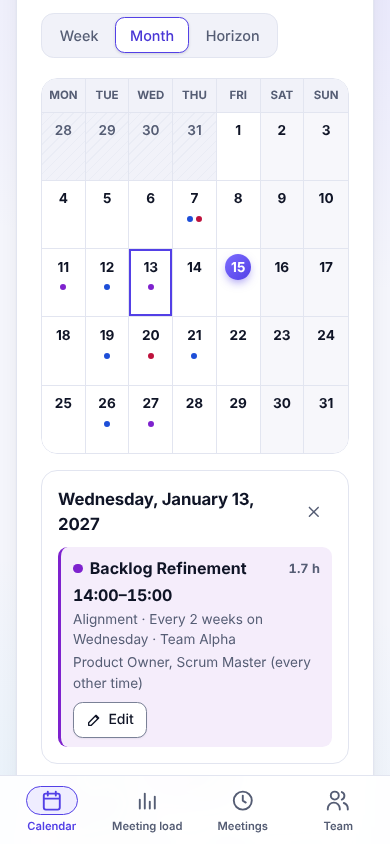 Week Month Horizon
MON TUE WED THU FRI SAT SUN
28 29 30 31 1 2 3
4 5 6 7 8 9 10
11 12 13 14 15 16 17
18 19 20 21 22 23 24
25 26 27 28 29 30 31
Wednesday, January 13,
2027
Backlog Refinement 1.7 h
14:00–15:00
Alignment · Every 2 weeks on
Wednesday · Team Alpha
Product Owner, Scrum Master (every
other time)
Edit
Calendar Meeting load Meetings Team